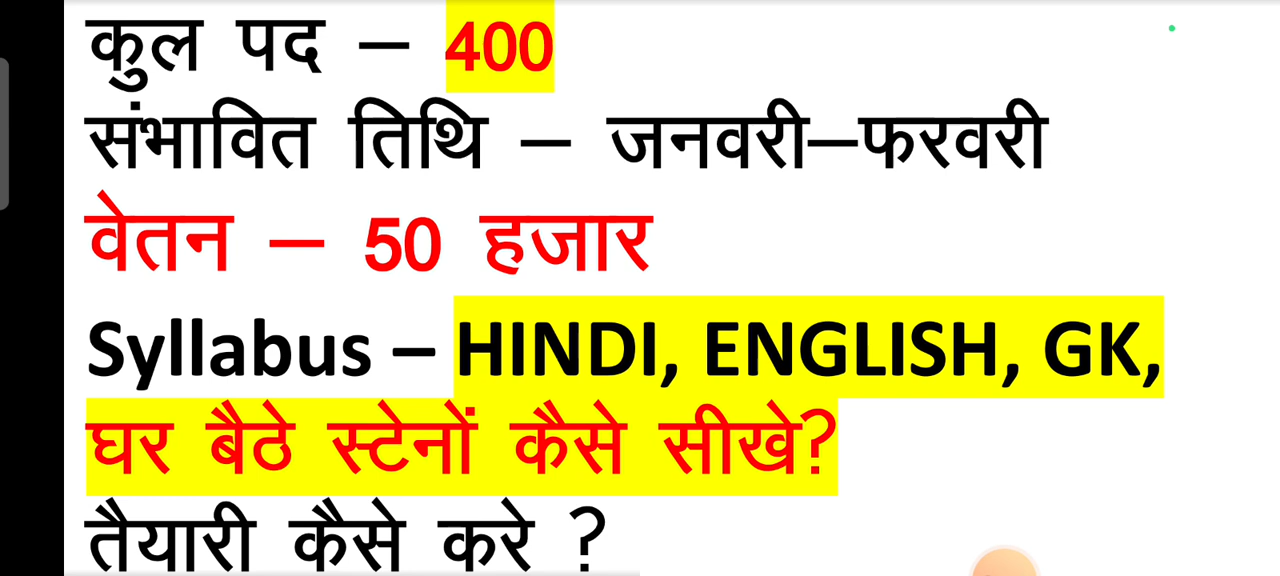 कुल पद – 400
संभावित तिथि – जनवरी–फरवरी
वेतन – 50 हजार
Syllabus – HINDI, ENGLISH, GK,
घर बैठे स्टेनों कैसे सीखे?
तैयारी कैसे करे ?